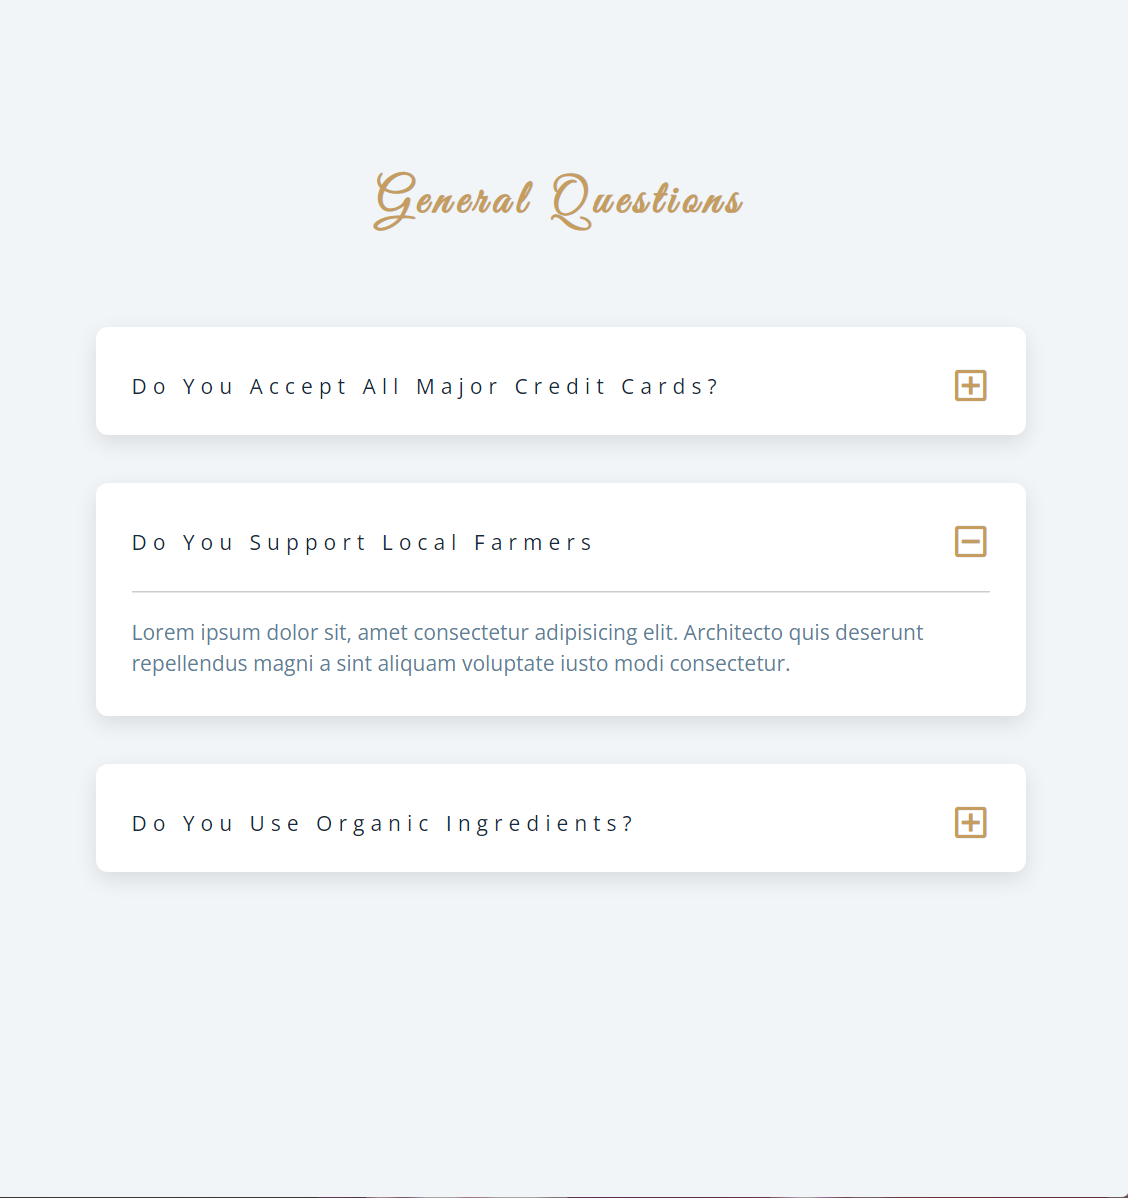 General Questions
Do You Accept All Major Credit Cards?
Do You Support Local Farmers
Lorem ipsum dolor sit, amet consectetur adipisicing elit. Architecto quis deserunt
repellendus magni a sint aliquam voluptate iusto modi consectetur.
Do You Use Organic Ingredients?